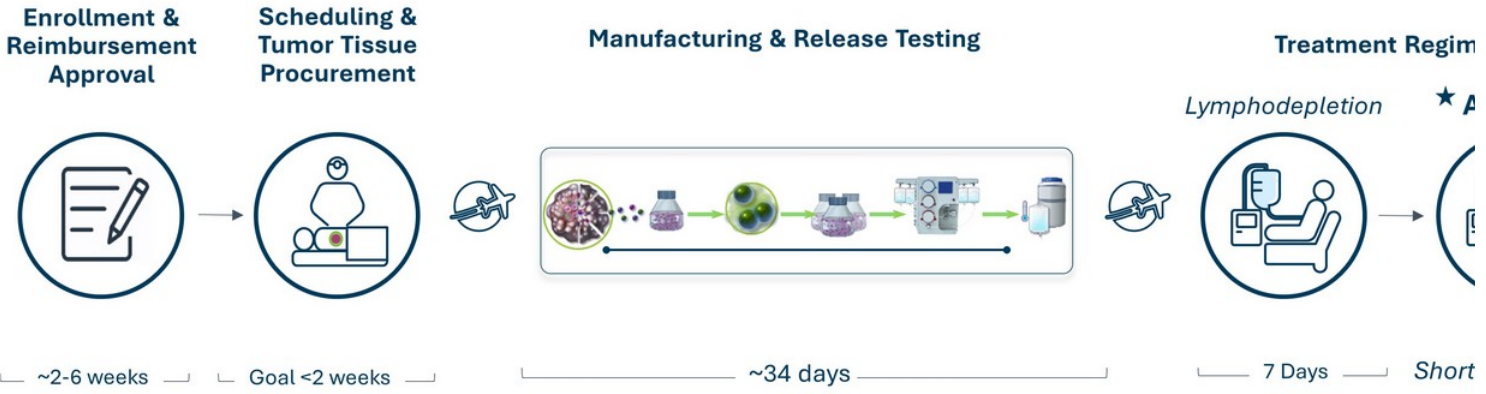 Enrollment &
Reimbursement
Approval
Scheduling &
Tumor Tissue
Procurement
Manufacturing & Release Testing
Treatment Regim
Lymphodepletion
★ A
~2-6 weeks
Goal <2 weeks
~34 days
7 Days
Short